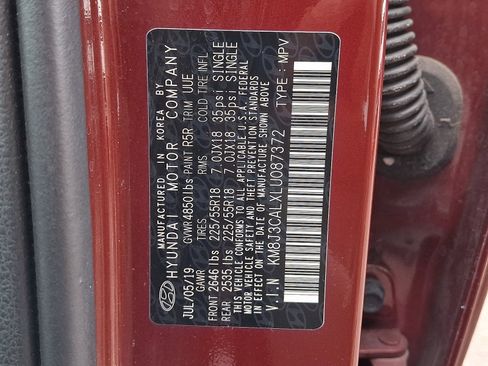 MANUFACTURED IN KOREA BY
HYUNDAI MOTOR COMPANY
JUL/05/19 GVWR 4850 lbs PAINT R5R TRIM UUE
GAWR TIRES RIMS COLD TIRE INFL
FRONT 2646 lbs 225/55R18 7.0JX18 35psi SINGLE
REAR 2535 lbs 225/55R18 7.0JX18 35psi SINGLE
THIS VEHICLE CONFORMS TO ALL APPLICABLE U.S.A. FEDERAL
MOTOR VEHICLE SAFETY AND THEFT PREVENTION STANDARDS
IN EFFECT ON THE DATE OF MANUFACTURE SHOWN ABOVE
V.I.N : KM8J3CALXLU087372 TYPE : MPV